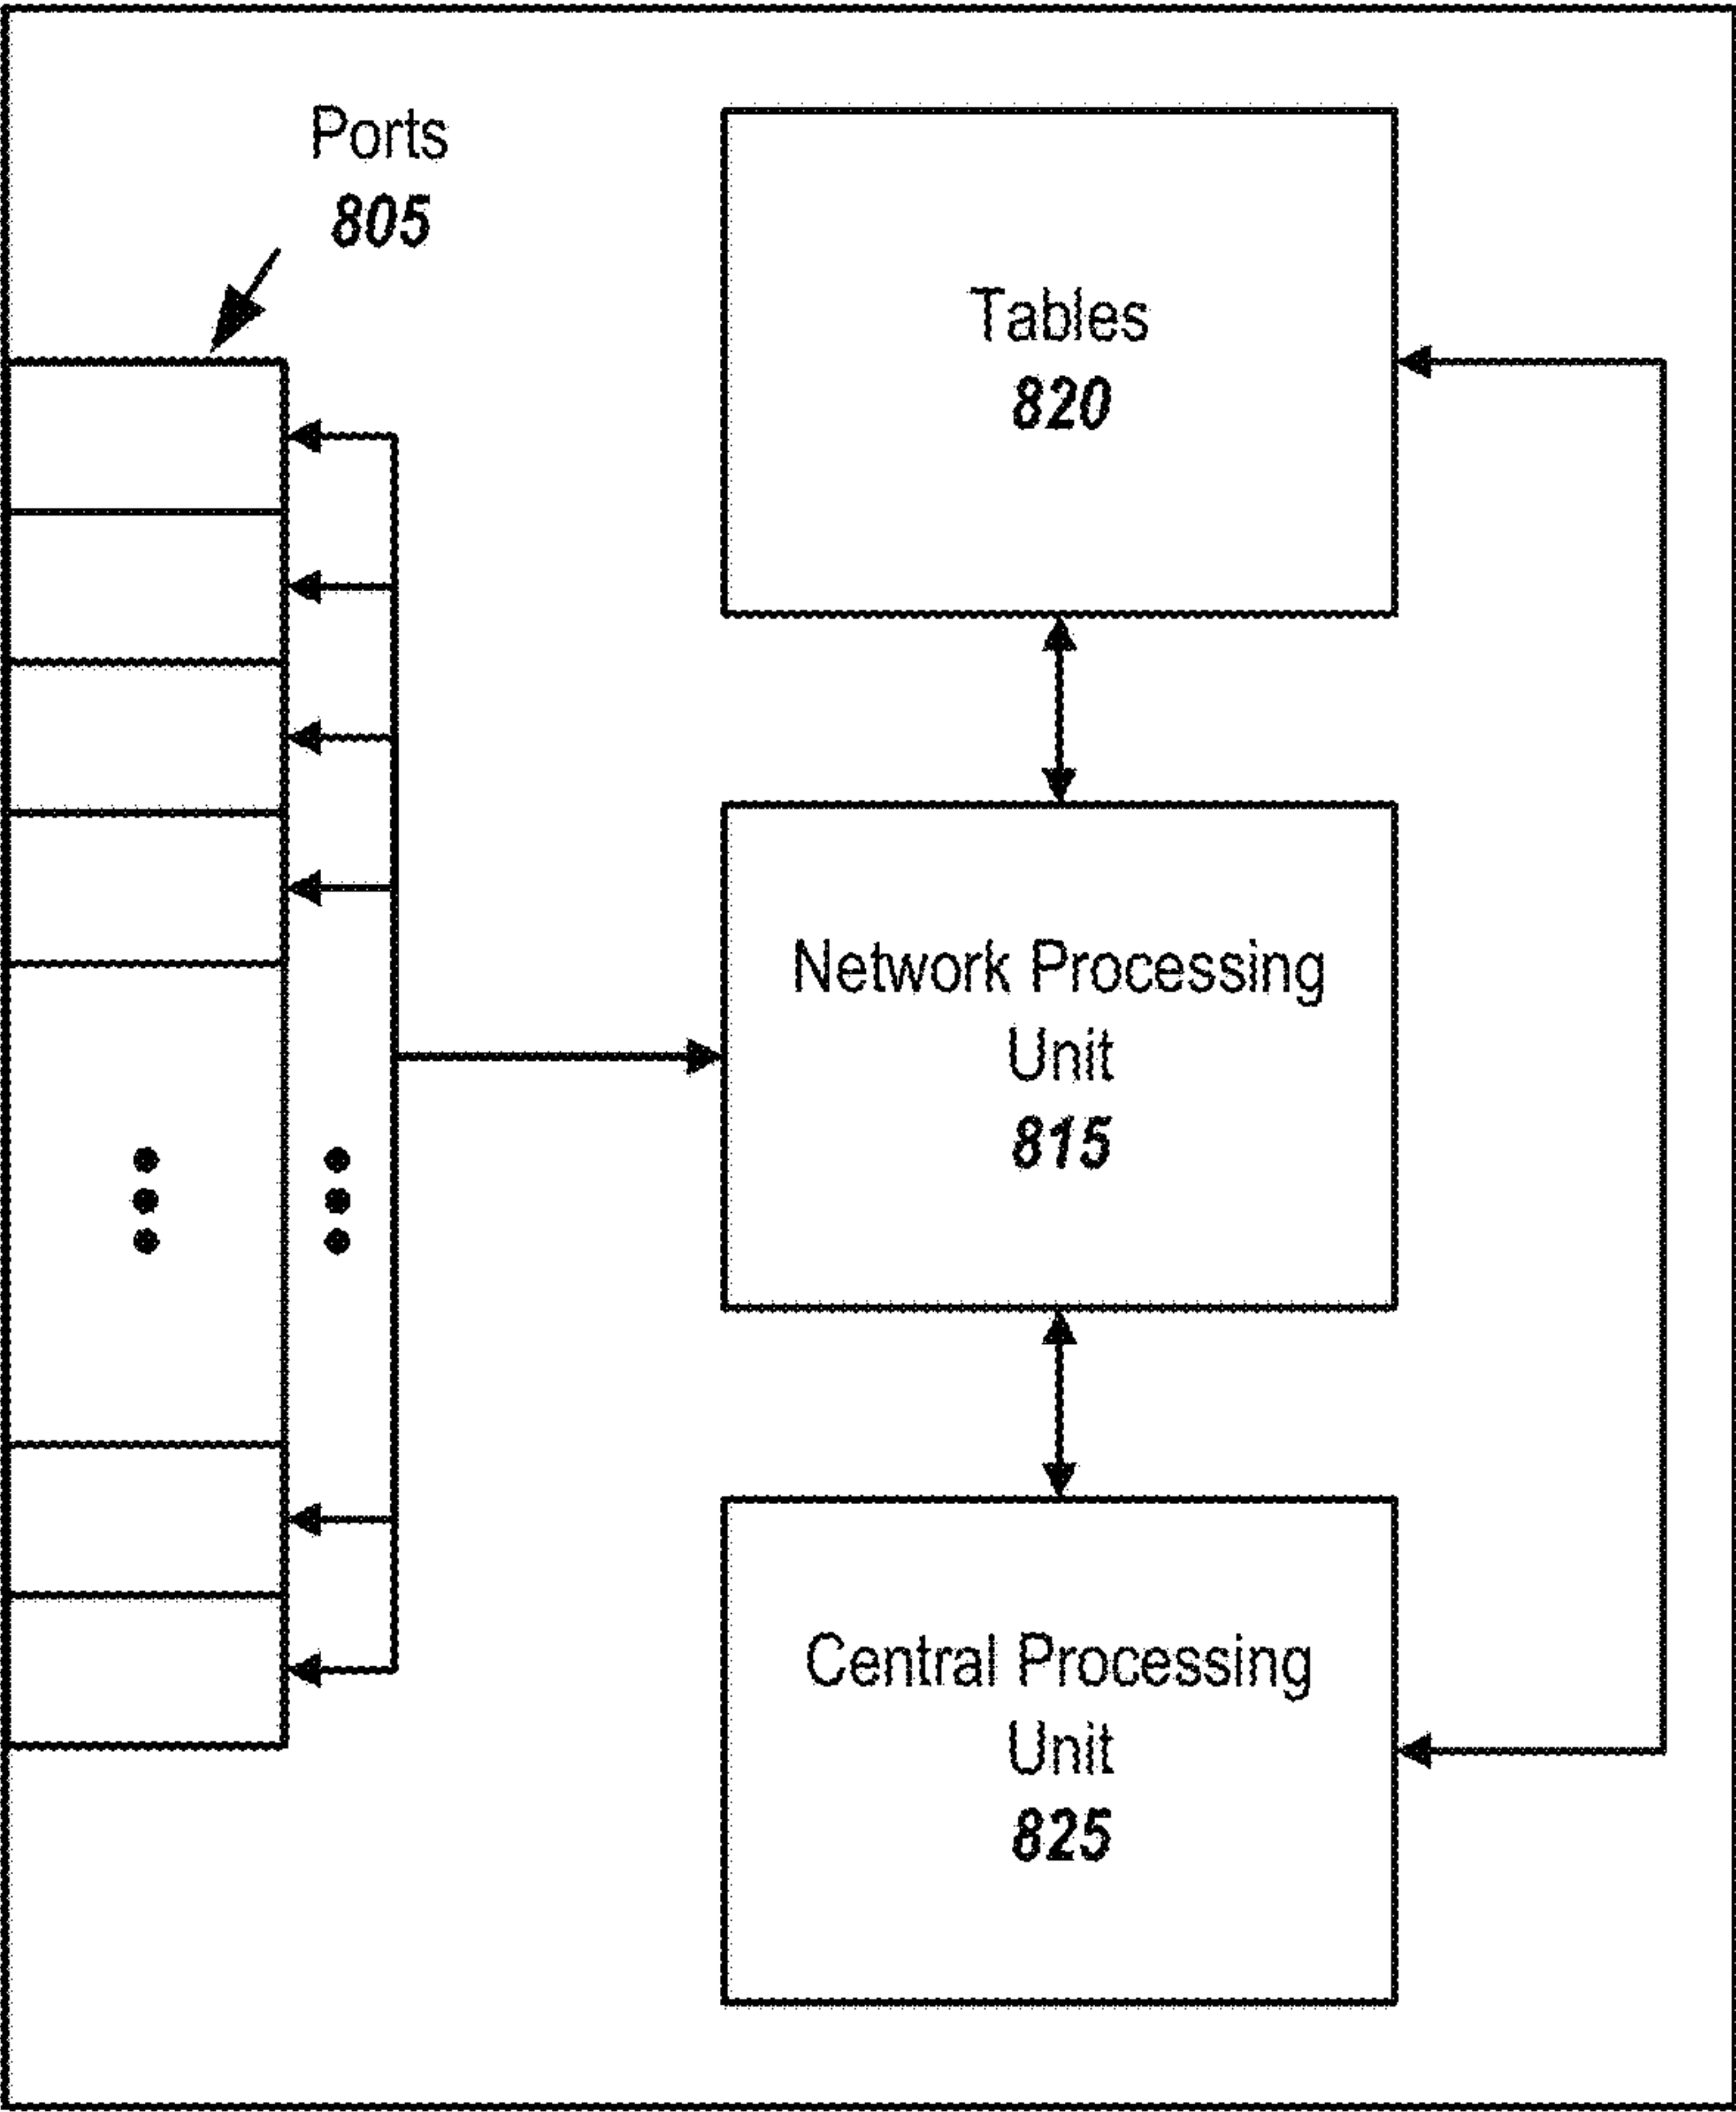 Ports
805
Tables
820
Network Processing
Unit
815
Central Processing
Unit
825